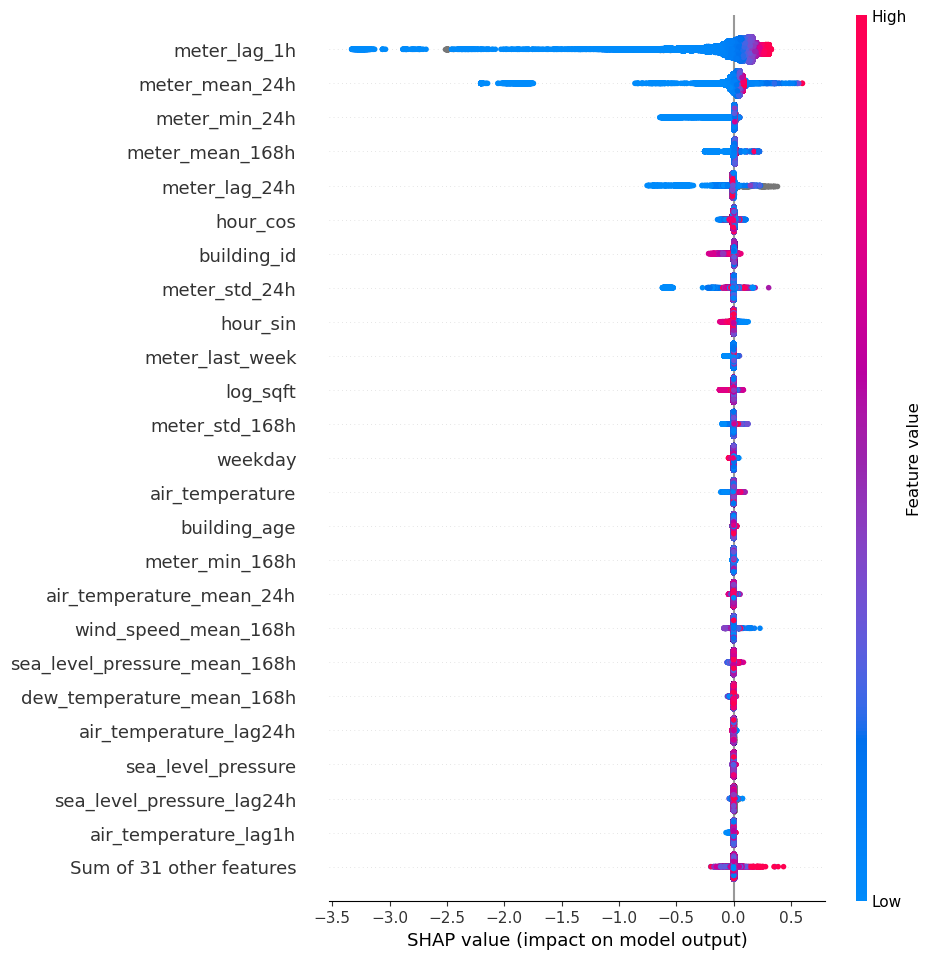 High
meter_lag_1h
meter_mean_24h
meter_min_24h
meter_mean_168h
meter_lag_24h
hour_cos
building_id
meter_std_24h
hour_sin
meter_last_week
log_sqft
meter_std_168h
weekday
air_temperature
building_age
meter_min_168h
air_temperature_mean_24h
wind_speed_mean_168h
sea_level_pressure_mean_168h
dew_temperature_mean_168h
air_temperature_lag24h
sea_level_pressure
sea_level_pressure_lag24h
air_temperature_lag1h
Sum of 31 other features
Feature value
Low
−3.5 −3.0 −2.5 −2.0 −1.5 −1.0 −0.5 0.0 0.5
SHAP value (impact on model output)